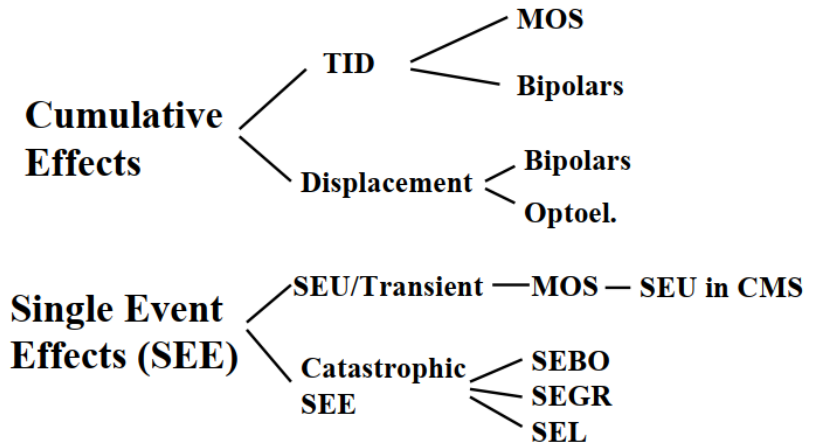 MOS
TID
Bipolars
Cumulative
Effects
Bipolars
Displacement
Optoel.
SEU/Transient MOS SEU in CMS
Single Event
Effects (SEE)
SEBO
Catastrophic
SEE
SEGR
SEL